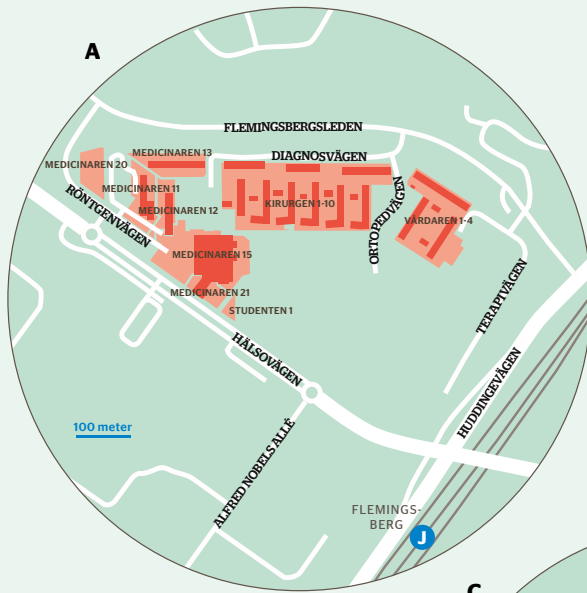 A
FLEMINGSBERGSLEDEN
MEDICINAREN 13
DIAGNOSVÄGEN
MEDICINAREN 20
MEDICINAREN 11
RÖNTGENVÄGEN
MEDICINAREN 12
KIRURGEN 1-10
ORTOPEDVÄGEN
VÅRDAREN 1-4
MEDICINAREN 15
MEDICINAREN 21
STUDENTEN 1
TERAPIVÄGEN
HÄLSOVÄGEN
HUDDINGEVÄGEN
100 meter
ALFRED NOBELS ALLÉ
FLEMINGS-
BERG
J
C